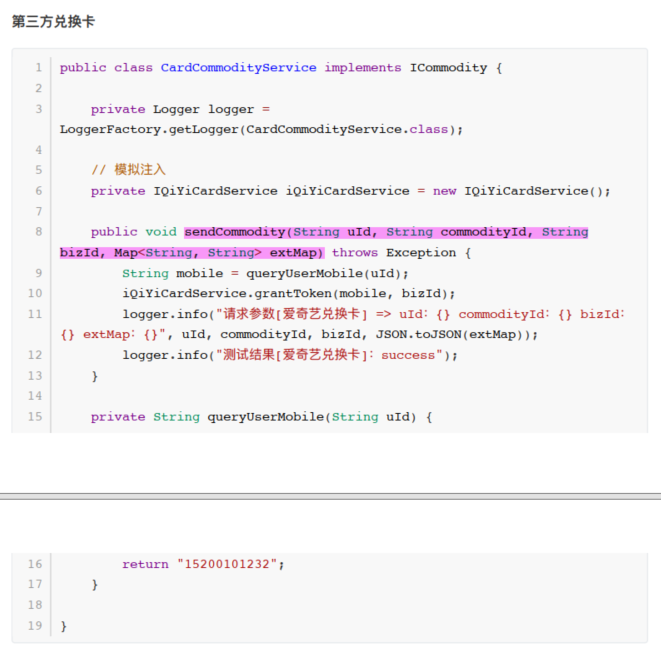 第三方兑换卡
1 public class CardCommodityService implements ICommodity {
2
3 private Logger logger =
LoggerFactory.getLogger(CardCommodityService.class);
4
5 // 模拟注入
6 private IQiYiCardService iQiYiCardService = new IQiYiCardService();
7
8 public void sendCommodity(String uId, String commodityId, String
bizId, Map<String, String> extMap) throws Exception {
9 String mobile = queryUserMobile(uId);
10 iQiYiCardService.grantToken(mobile, bizId);
11 logger.info("请求参数[爱奇艺兑换卡] => uId: {} commodityId: {} bizId:
{} extMap: {}", uId, commodityId, bizId, JSON.toJSON(extMap));
12 logger.info("测试结果[爱奇艺兑换卡]: success");
13 }
14
15 private String queryUserMobile(String uId) {
16 return "15200101232";
17 }
18
19 }